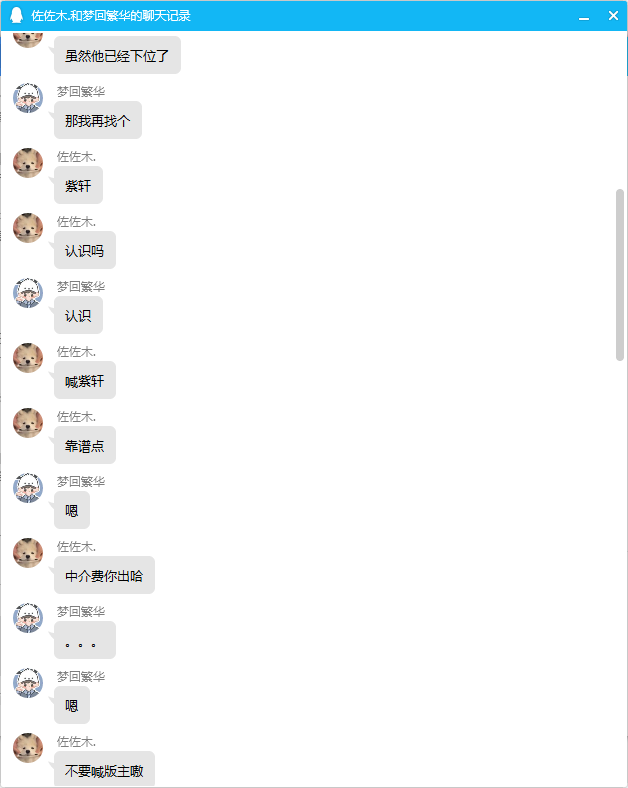 佐佐木.和梦回繁华的聊天记录
虽然他已经下位了
梦回繁华
那我再找个
佐佐木.
紫轩
佐佐木.
认识吗
梦回繁华
认识
佐佐木.
喊紫轩
佐佐木.
靠谱点
梦回繁华
嗯
佐佐木.
中介费你出哈
梦回繁华
。。。
梦回繁华
嗯
佐佐木.
不要喊版主嗷